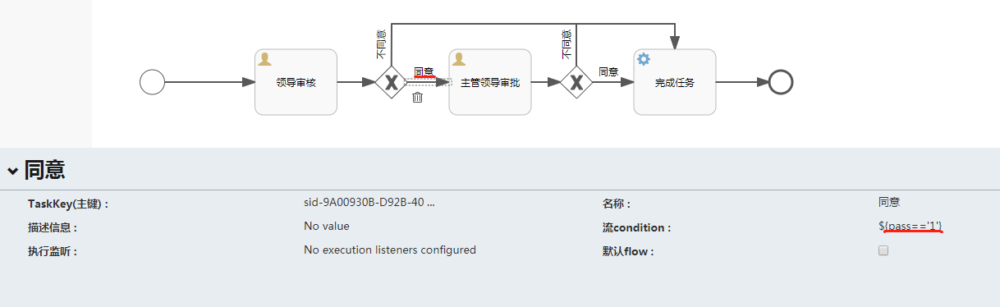 不同意
不同意
领导审核
同意
主管领导审批
同意
完成任务
同意
TaskKey(主键) :
sid-9A00930B-D92B-40 ...
名称 :
同意
描述信息 :
No value
流condition :
${pass=='1'}
执行监听 :
No execution listeners configured
默认flow :